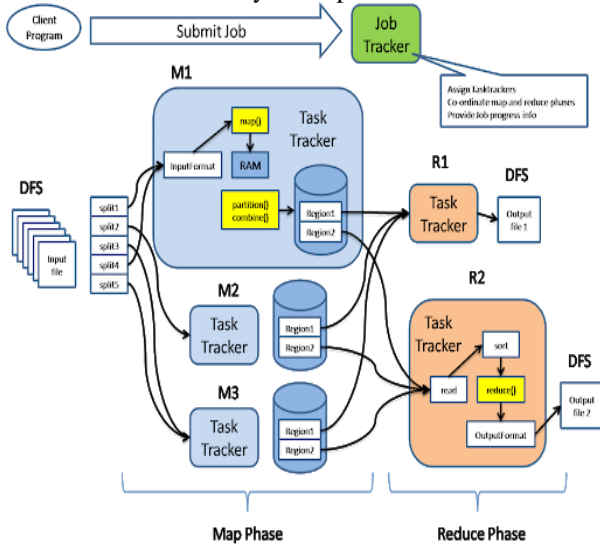 Client
Program
Submit Job
Job
Tracker
Assign Tasktrackers
Co-ordinate map and reduce phases
Provide Job progress info
M1
map()
Task
Tracker
InputFormat
RAM
partition()
combine()
Region1
Region2
DFS
Input
file
split1
split2
split3
split4
split5
R1
Task
Tracker
DFS
Output
file 1
M2
Task
Tracker
Region1
Region2
R2
Task
Tracker
sort
read
reduce()
OutputFormat
DFS
Output
file 2
M3
Task
Tracker
Region1
Region2
Map Phase
Reduce Phase